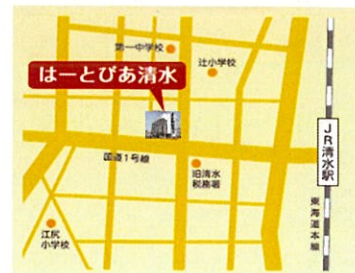 第一中学校
辻小学校
はーとぴあ清水
国道1号線
旧清水
税務署
JR清水駅
東海道本線
江尻
小学校